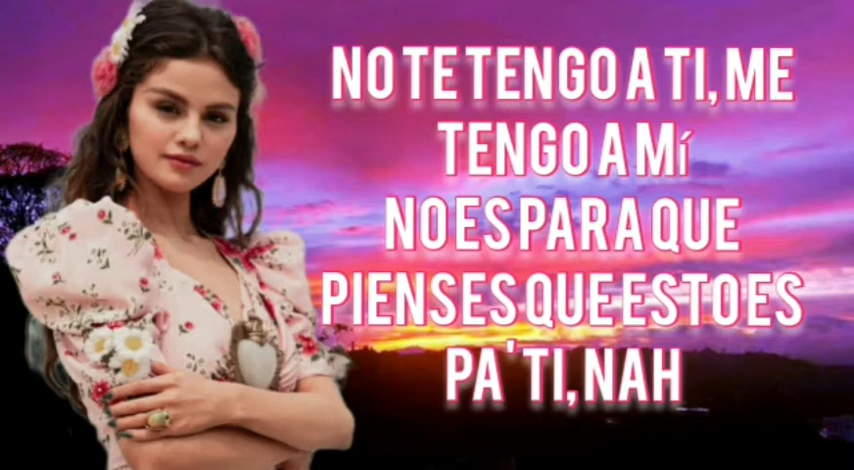 NO TE TENGO A TI, ME
TENGO A Mí
NO ES PARA QUE
PIENSES QUE ESTO ES
PA'TI, NAH